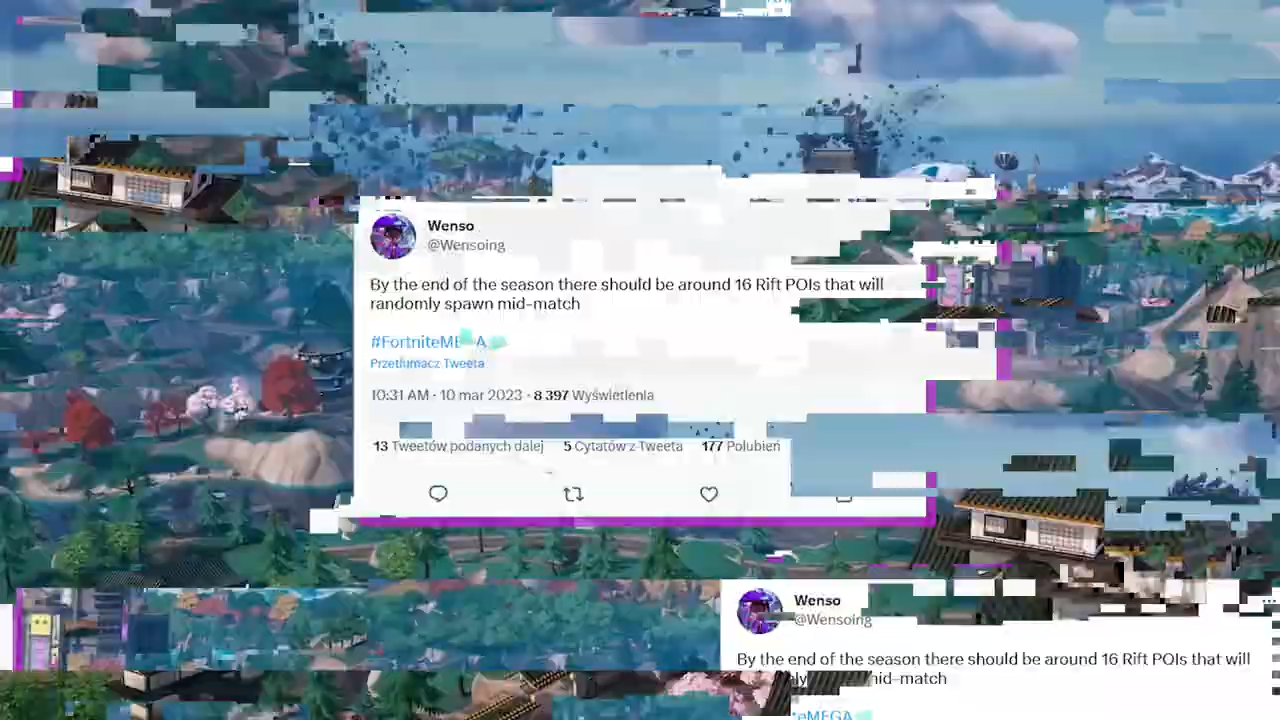 Wenso
@Wensoing
By the end of the season there should be around 16 Rift POIs that will
randomly spawn mid-match
#FortniteME A
Przetłumacz Tweeta
10:31 AM · 10 mar 2023 · 8 397 Wyświetlenia
13 Tweetów podanych dalej 5 Cytatów z Tweeta 177 Polubień
Wenso
@Wensoing
By the end of the season there should be around 16 Rift POIs that will
ly mid-match
teMEGA